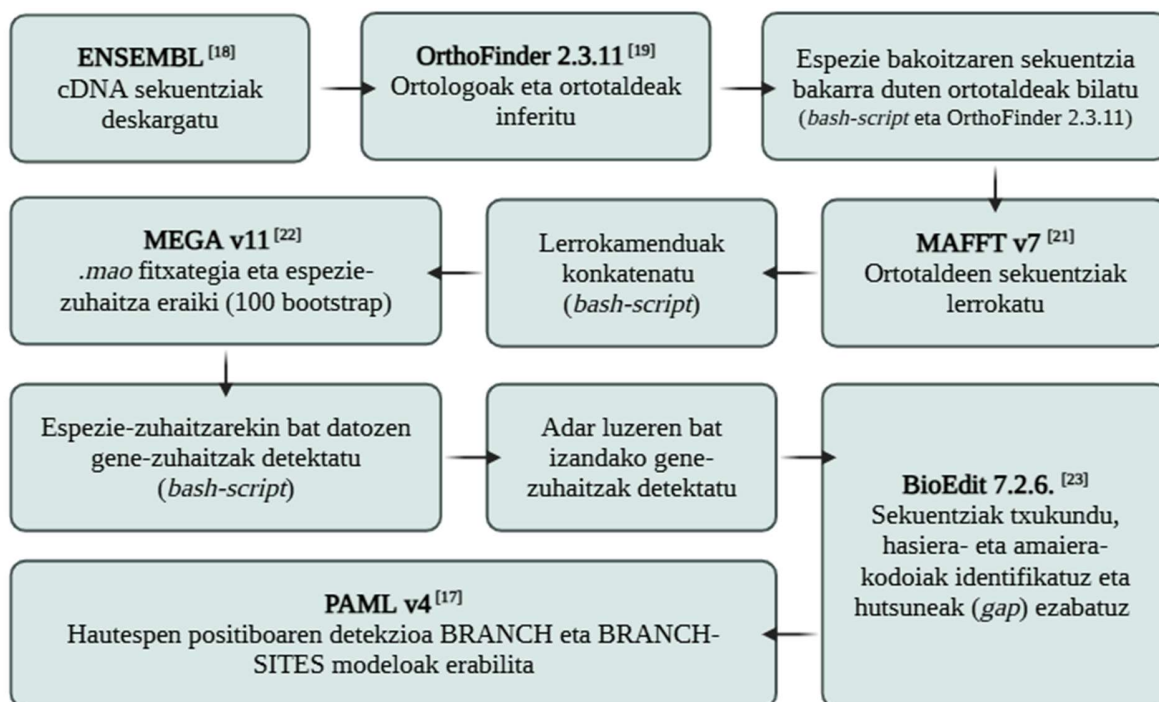 ENSEMBL [18]
cDNA sekuentziak
deskargatu
OrthoFinder 2.3.11 [19]
Ortologoak eta ortotaldeak
inferitu
Espezie bakoitzaren sekuentzia
bakarra duten ortotaldeak bilatu
(bash-script eta OrthoFinder 2.3.11)
MAFFT v7 [21]
Ortotaldeen sekuentziak
lerrokatu
Lerrokamenduak
konkatenatu
(bash-script)
MEGA v11 [22]
.mao fitxategia eta espezie-
zuhaitza eraiki (100 bootstrap)
Espezie-zuhaitzarekin bat datozen
gene-zuhaitzak detektatu
(bash-script)
Adar luzeren bat
izandako gene-
zuhaitzak detektatu
BioEdit 7.2.6. [23]
Sekuentziak txukundu,
hasiera- eta amaiera-
kodoiak identifikatuz eta
hutsuneak (gap) ezabatuz
PAML v4 [17]
Hautespen positiboaren detekzioa BRANCH eta BRANCH-
SITES modeloak erabilita